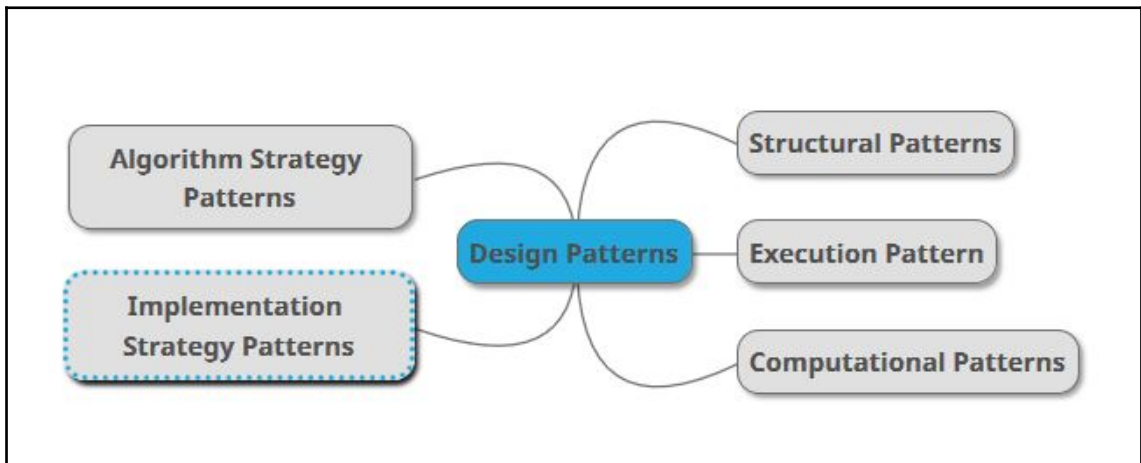 Algorithm Strategy
Patterns
Implementation
Strategy Patterns
Design Patterns
Structural Patterns
Execution Pattern
Computational Patterns